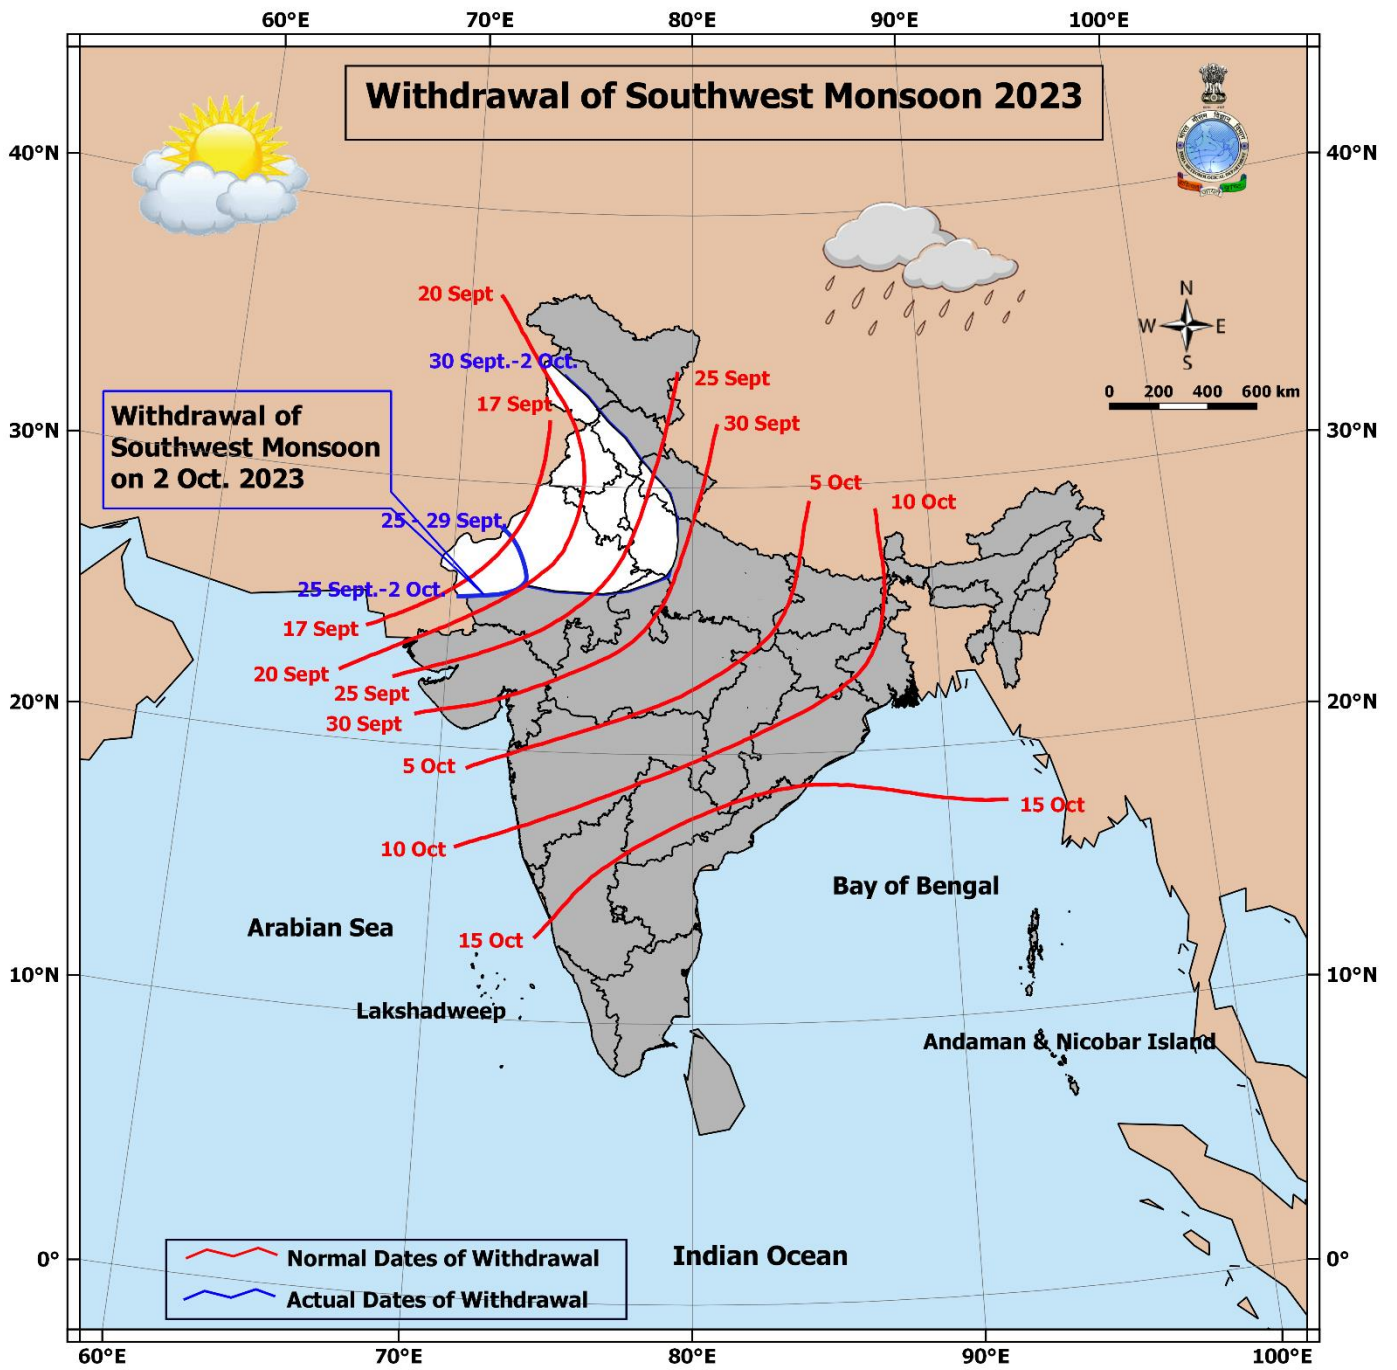 60°E 70°E 80°E 90°E 100°E
Withdrawal of Southwest Monsoon 2023
40°N 40°N
20 Sept
N
W E
S
30 Sept.-2 Oct.
25 Sept
0 200 400 600 km
17 Sept
Withdrawal of
Southwest Monsoon
on 2 Oct. 2023
30 Sept
30°N 30°N
5 Oct
10 Oct
25 - 29 Sept.
25 Sept.-2 Oct.
17 Sept
20 Sept
25 Sept
20°N 20°N
30 Sept
5 Oct
15 Oct
10 Oct
Bay of Bengal
Arabian Sea
15 Oct
10°N 10°N
Lakshadweep
Andaman & Nicobar Island
Indian Ocean
0° 0°
Normal Dates of Withdrawal
Actual Dates of Withdrawal
60°E 70°E 80°E 90°E 100°E